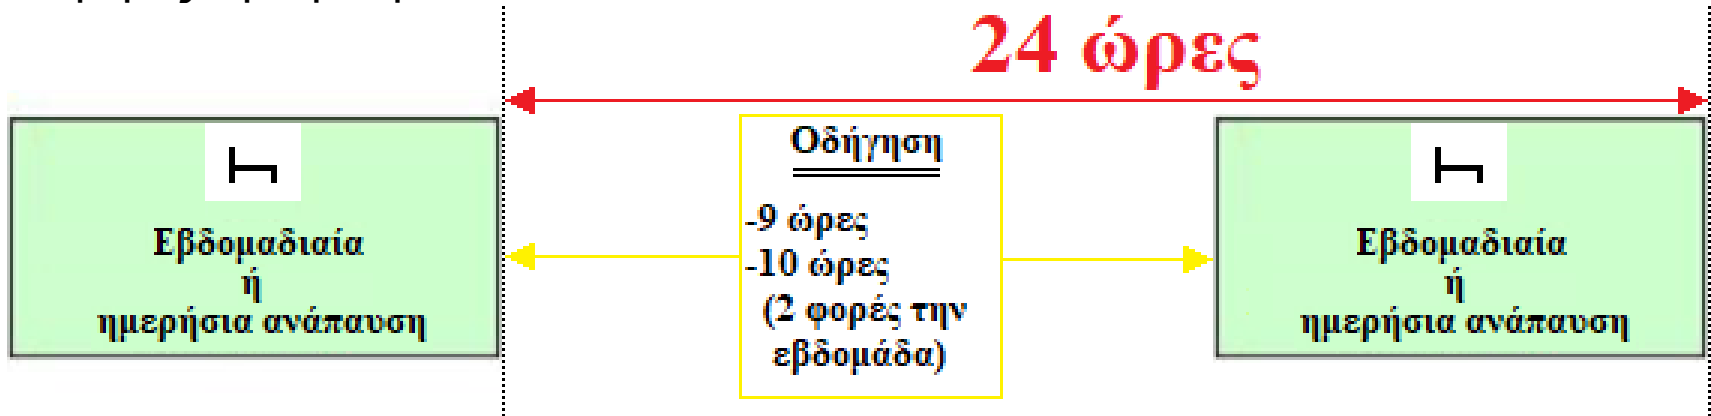 24 ώρες
Εβδομαδιαία
ή
ημερήσια ανάπαυση
Οδήγηση
-9 ώρες
-10 ώρες
(2 φορές την
εβδομάδα)
Εβδομαδιαία
ή
ημερήσια ανάπαυση